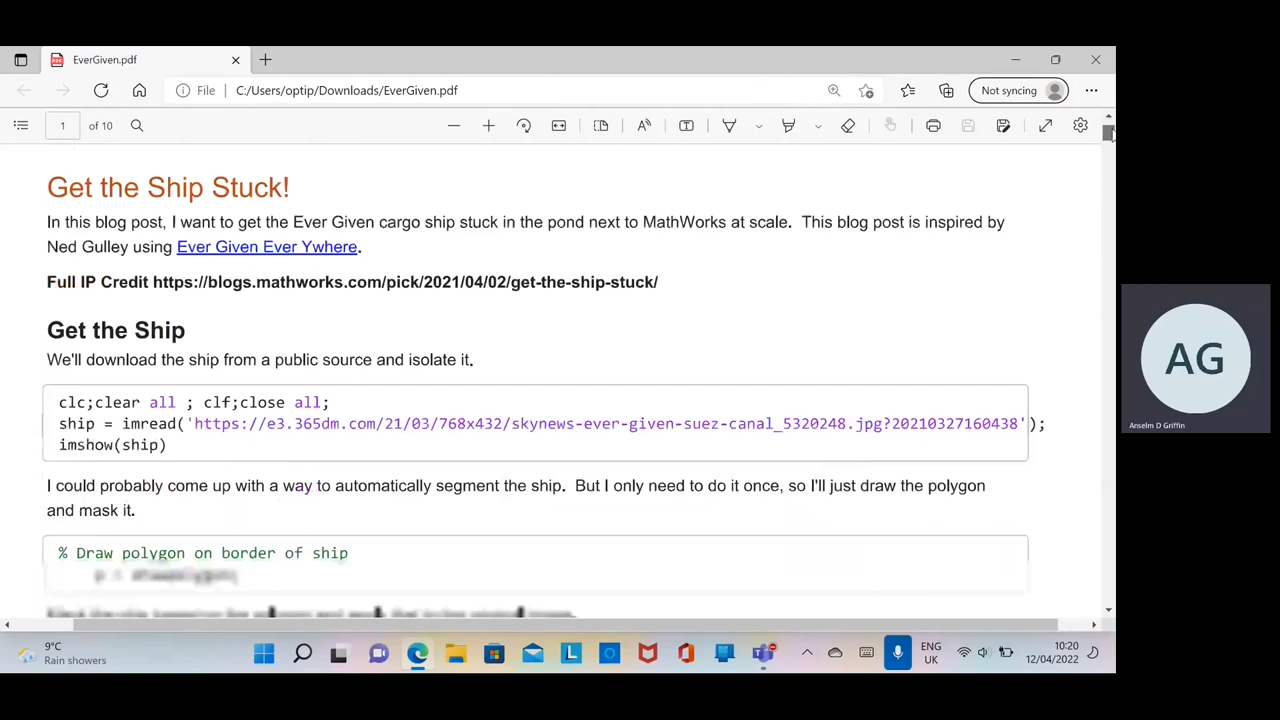 EverGiven.pdf
File C:/Users/optip/Downloads/EverGiven.pdf
Not syncing
1 of 10
Get the Ship Stuck!
In this blog post, I want to get the Ever Given cargo ship stuck in the pond next to MathWorks at scale. This blog post is inspired by
Ned Gulley using Ever Given Ever Ywhere.
Full IP Credit https://blogs.mathworks.com/pick/2021/04/02/get-the-ship-stuck/
Get the Ship
We'll download the ship from a public source and isolate it.
clc;clear all ; clf;close all;
ship = imread('https://e3.365dm.com/21/03/768x432/skynews-ever-given-suez-canal_5320248.jpg?20210327160438');
imshow(ship)
I could probably come up with a way to automatically segment the ship. But I only need to do it once, so I'll just draw the polygon
and mask it.
% Draw polygon on border of ship
AG
Anselm D Griffin
9°C
Rain showers
ENG
UK
10:20
12/04/2022